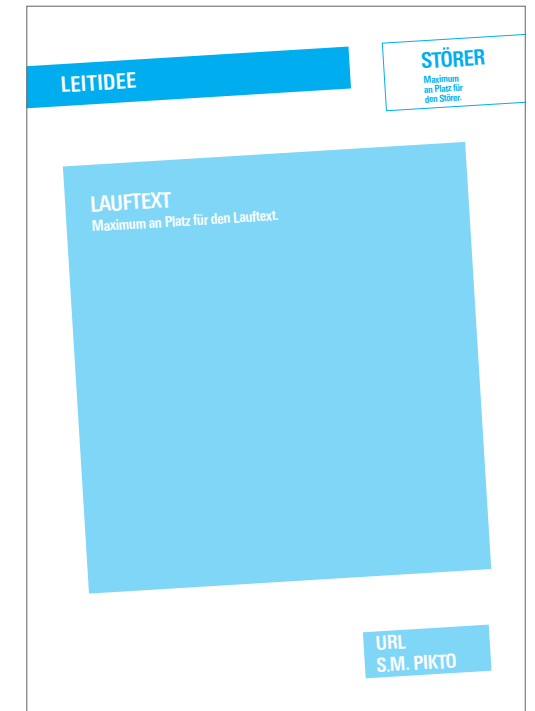 LEITIDEE
STÖRER
Maximum
an Platz für
den Störer.
LAUFTEXT
Maximum an Platz für den Lauftext.
URL
S.M. PIKTO